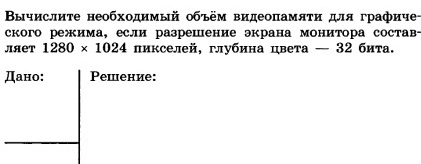 Вычислите необходимый объём видеопамяти для графиче-
ского режима, если разрешение экрана монитора состав-
ляет 1280 × 1024 пикселей, глубина цвета — 32 бита.
Дано: Решение: